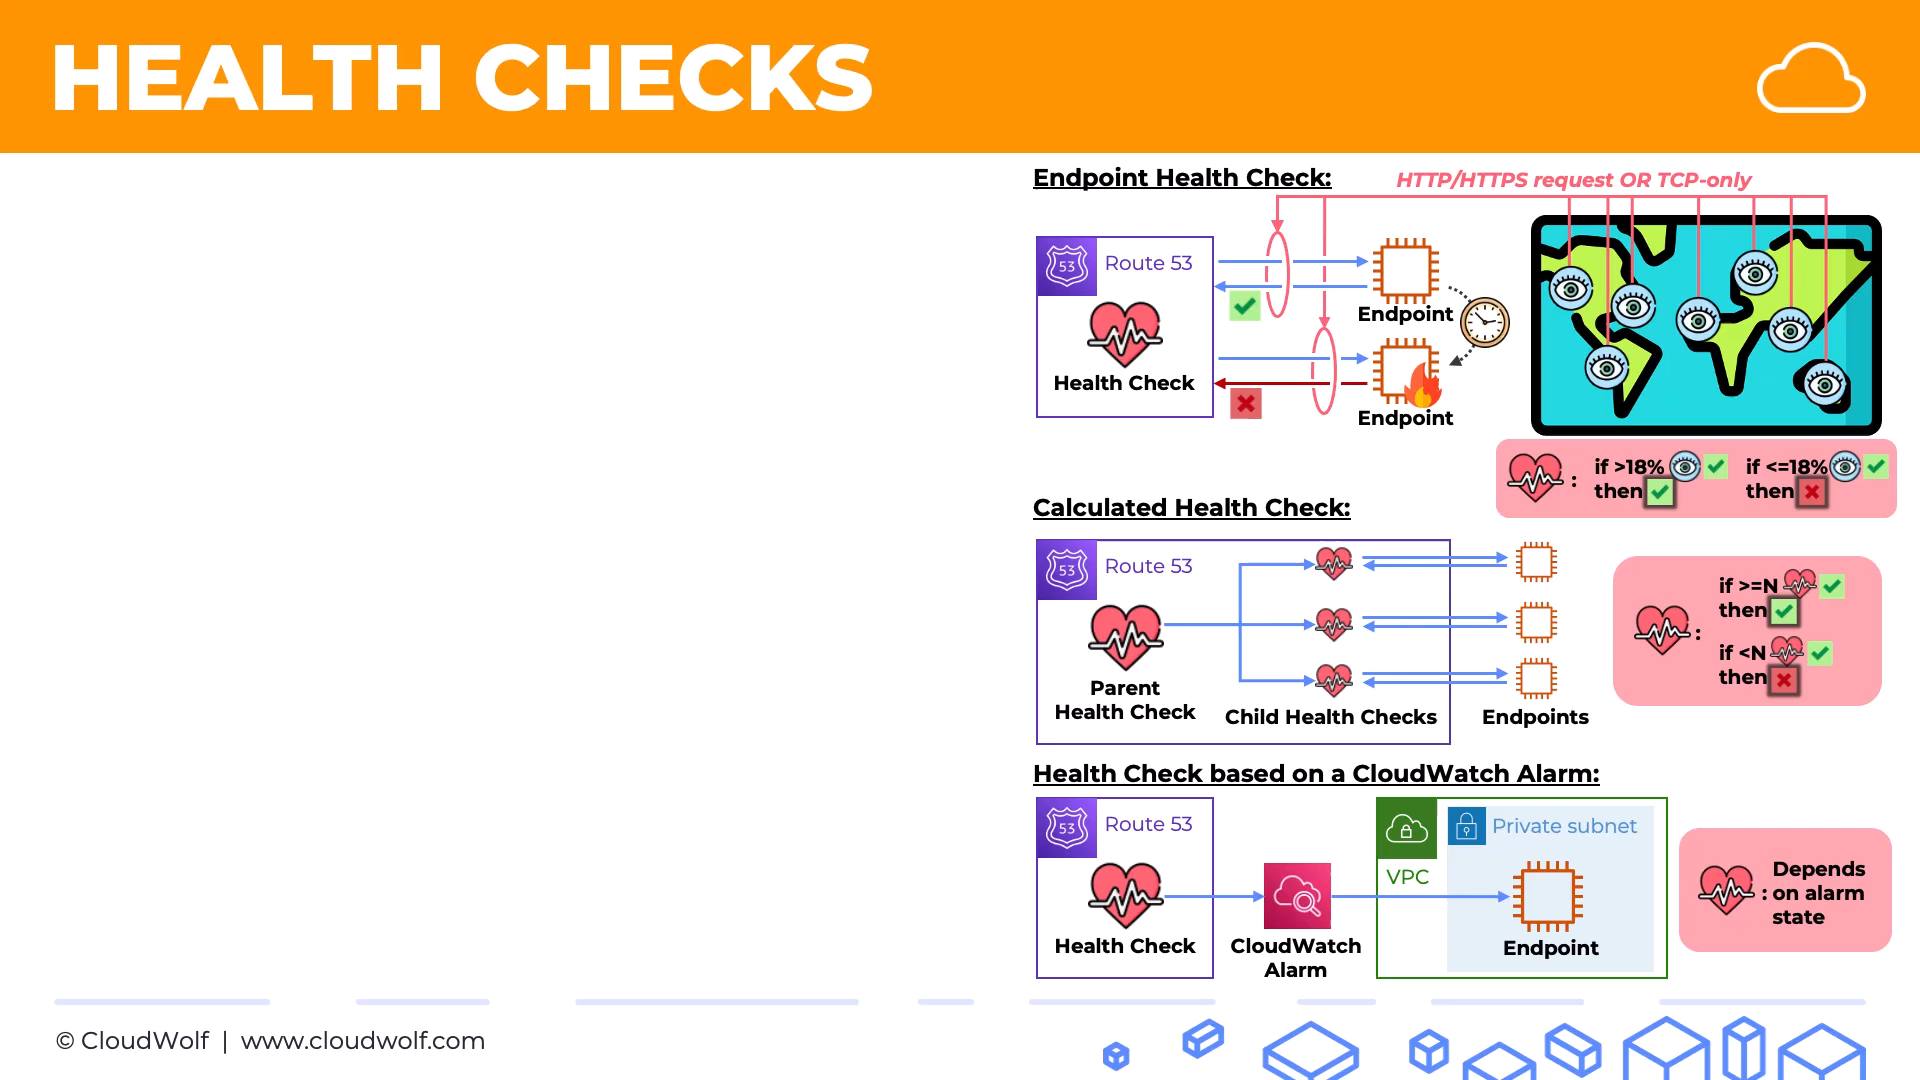 HEALTH CHECKS
Endpoint Health Check:
HTTP/HTTPS request OR TCP-only
53
Route 53
Health Check
Endpoint
Endpoint
if >18%
then
if <=18%
then
Calculated Health Check:
53
Route 53
Parent
Health Check
Child Health Checks
Endpoints
:
if >=N
then
if <N
then
Health Check based on a CloudWatch Alarm:
53
Route 53
Health Check
CloudWatch
Alarm
VPC
Private subnet
Endpoint
Depends
: on alarm
state
© CloudWolf | www.cloudwolf.com